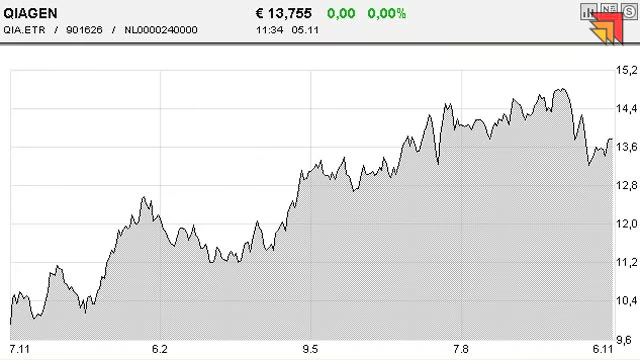 QIAGEN € 13,755 0,00 0,00%
QIA.ETR / 901626 / NL0000240000 11:34 05.11
15,2
14,4
13,6
12,8
12,0
11,2
10,4
9,6
7.11 6.2 9.5 7.8 6.11